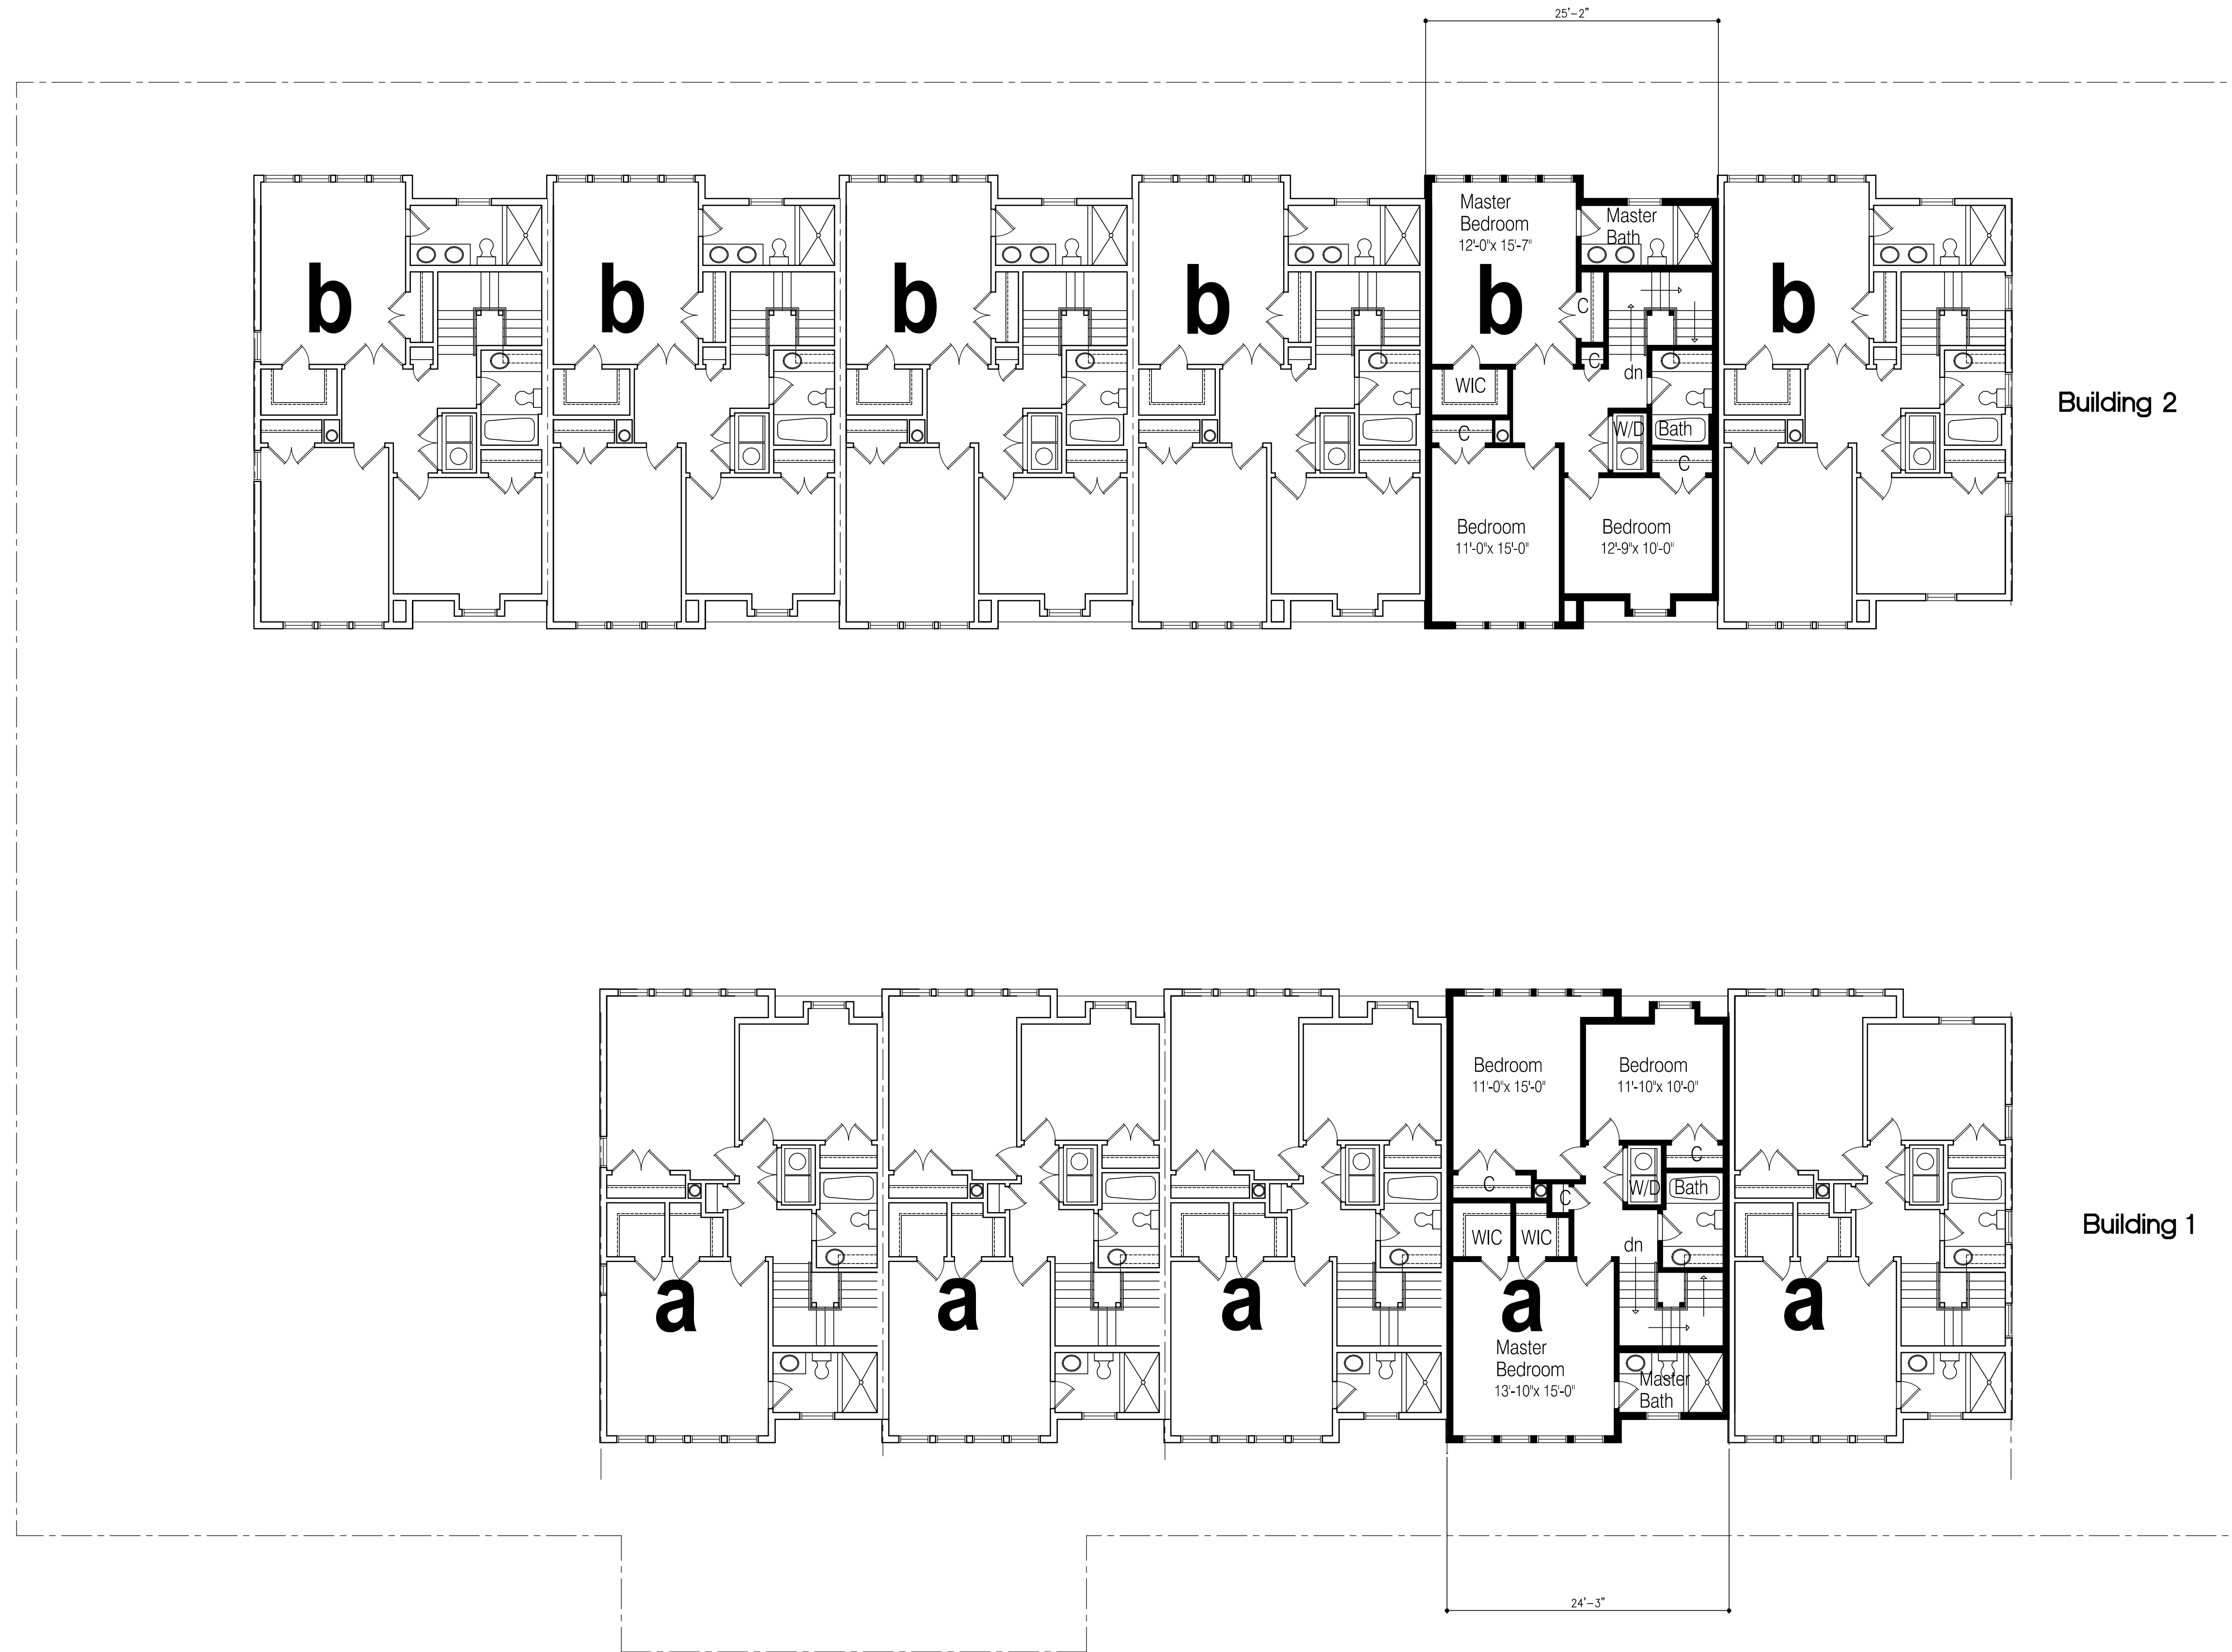 25'-2"
Master
Bedroom
12'-0"x 15'-7"
Master
Bath
b
b
b
b
b
b
C
C
dn
WIC
Building 2
C
W/D
Bath
C
Bedroom
11'-0"x 15'-0"
Bedroom
12'-9"x 10'-0"
Bedroom
11'-0"x 15'-0"
Bedroom
11'-10"x 10'-0"
C
C
W/D
Bath
C
WIC
WIC
dn
Building 1
a
a
a
a
a
Master
Bedroom
13'-10"x 15'-0"
Master
Bath
24'-3"